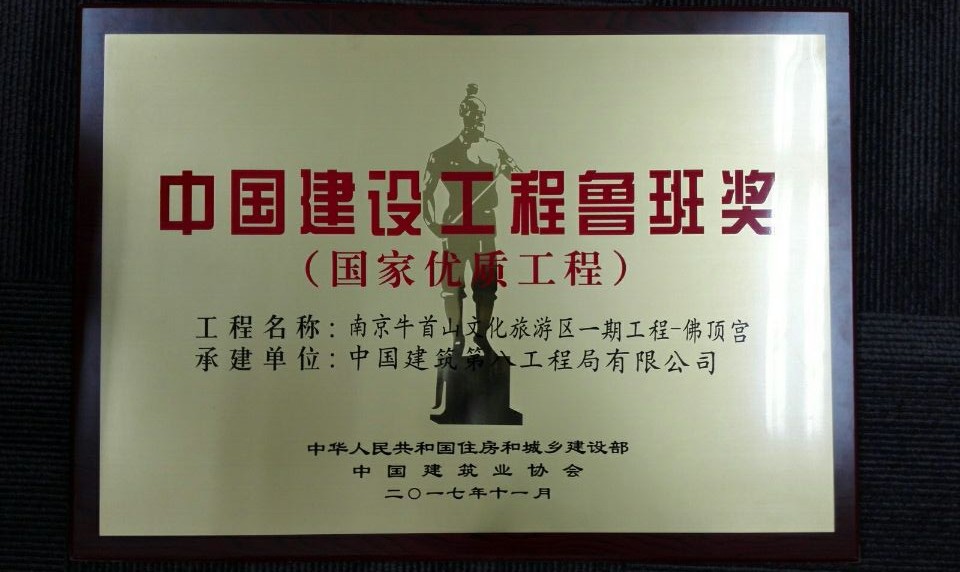 中国建设工程鲁班奖
（国家优质工程）
工程名称：南京牛首山文化旅游区一期工程-佛顶宫
承建单位：中国建筑第八工程局有限公司
中华人民共和国住房和城乡建设部
中国建筑业协会
二〇一七年十一月